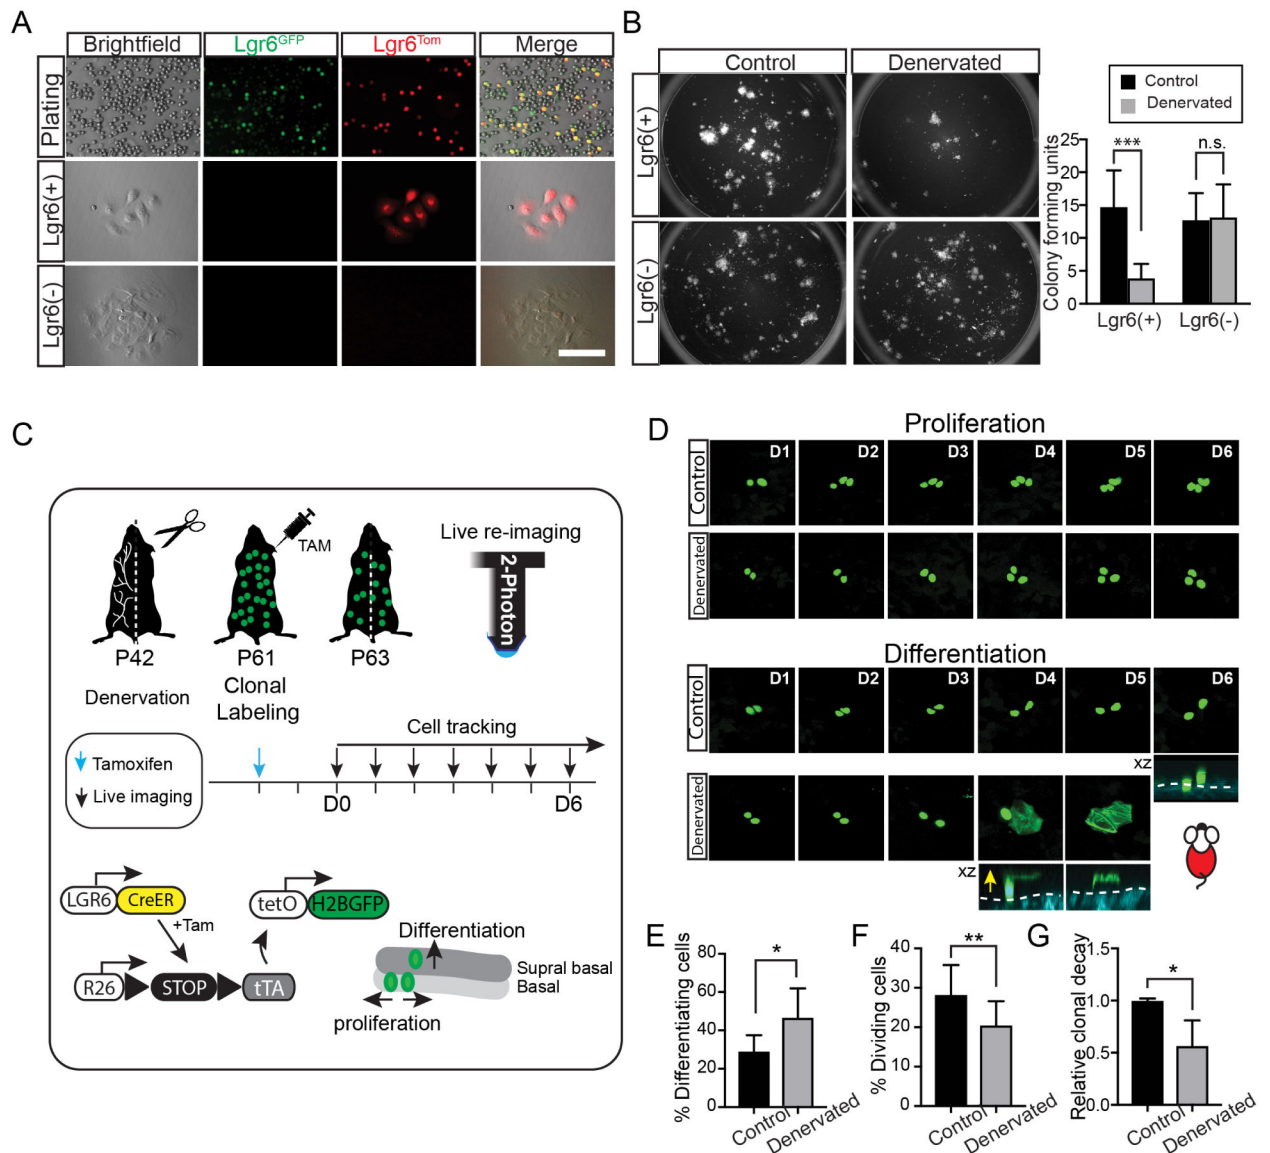 A
Brightfield
Lgr6GFP
Lgr6Tom
Merge
Plating
Lgr6(+)
Lgr6(-)
B
Control
Denervated
Lgr6(+)
Lgr6(-)
Control
Denervated
Colony forming units
25
20
15
10
5
0
***
n.s.
Lgr6(+)
Lgr6(-)
C
TAM
P42
P61
P63
Live re-imaging
2-Photon
Denervation
Clonal
Labeling
Tamoxifen
Live imaging
Cell tracking
D0
D6
LGR6
CreER
+Tam
R26
STOP
tTA
tetO
H2BGFP
Differentiation
Supral basal
Basal
proliferation
D
Proliferation
Control
D1
D2
D3
D4
D5
D6
Denervated
Differentiation
Control
D1
D2
D3
D4
D5
D6
xz
Denervated
xz
E
% Differentiating cells
80
60
40
20
0
*
Control
Denervated
F
% Dividing cells
40
30
20
10
0
**
Control
Denervated
G
Relative clonal decay
1.5
1.0
0.5
0.0
*
Control
Denervated